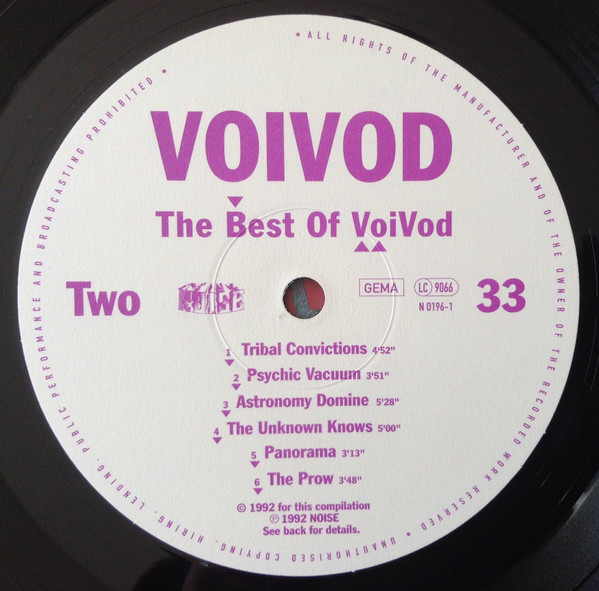 • ALL RIGHTS OF THE MANUFACTURER AND OF THE OWNER OF THE RECORDED WORK RESERVED • UNAUTHORISED COPYING, HIRING, LENDING, PUBLIC PERFORMANCE AND BROADCASTING PROHIBITED •
VOIVOD
The Best Of VoiVod
Two NOISE GEMA LC 9066 33
N 0196-1
1 Tribal Convictions 4'52"
2 Psychic Vacuum 3'51"
3 Astronomy Domine 5'28"
4 The Unknown Knows 5'00"
5 Panorama 3'13"
6 The Prow 3'48"
© 1992 for this compilation
℗ 1992 NOISE
See back for details.